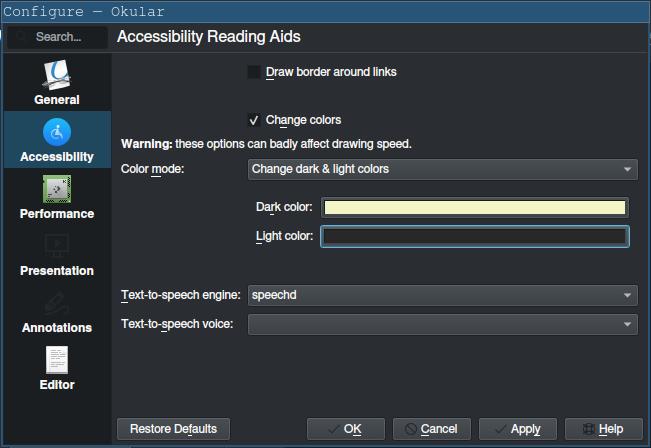 Configure — Okular
Search...
Accessibility Reading Aids
General
Accessibility
Performance
Presentation
Annotations
Editor
Draw border around links
Change colors
Warning: these options can badly affect drawing speed.
Color mode: Change dark & light colors
Dark color:
Light color:
Text-to-speech engine: speechd
Text-to-speech voice:
Restore Defaults OK Cancel Apply Help